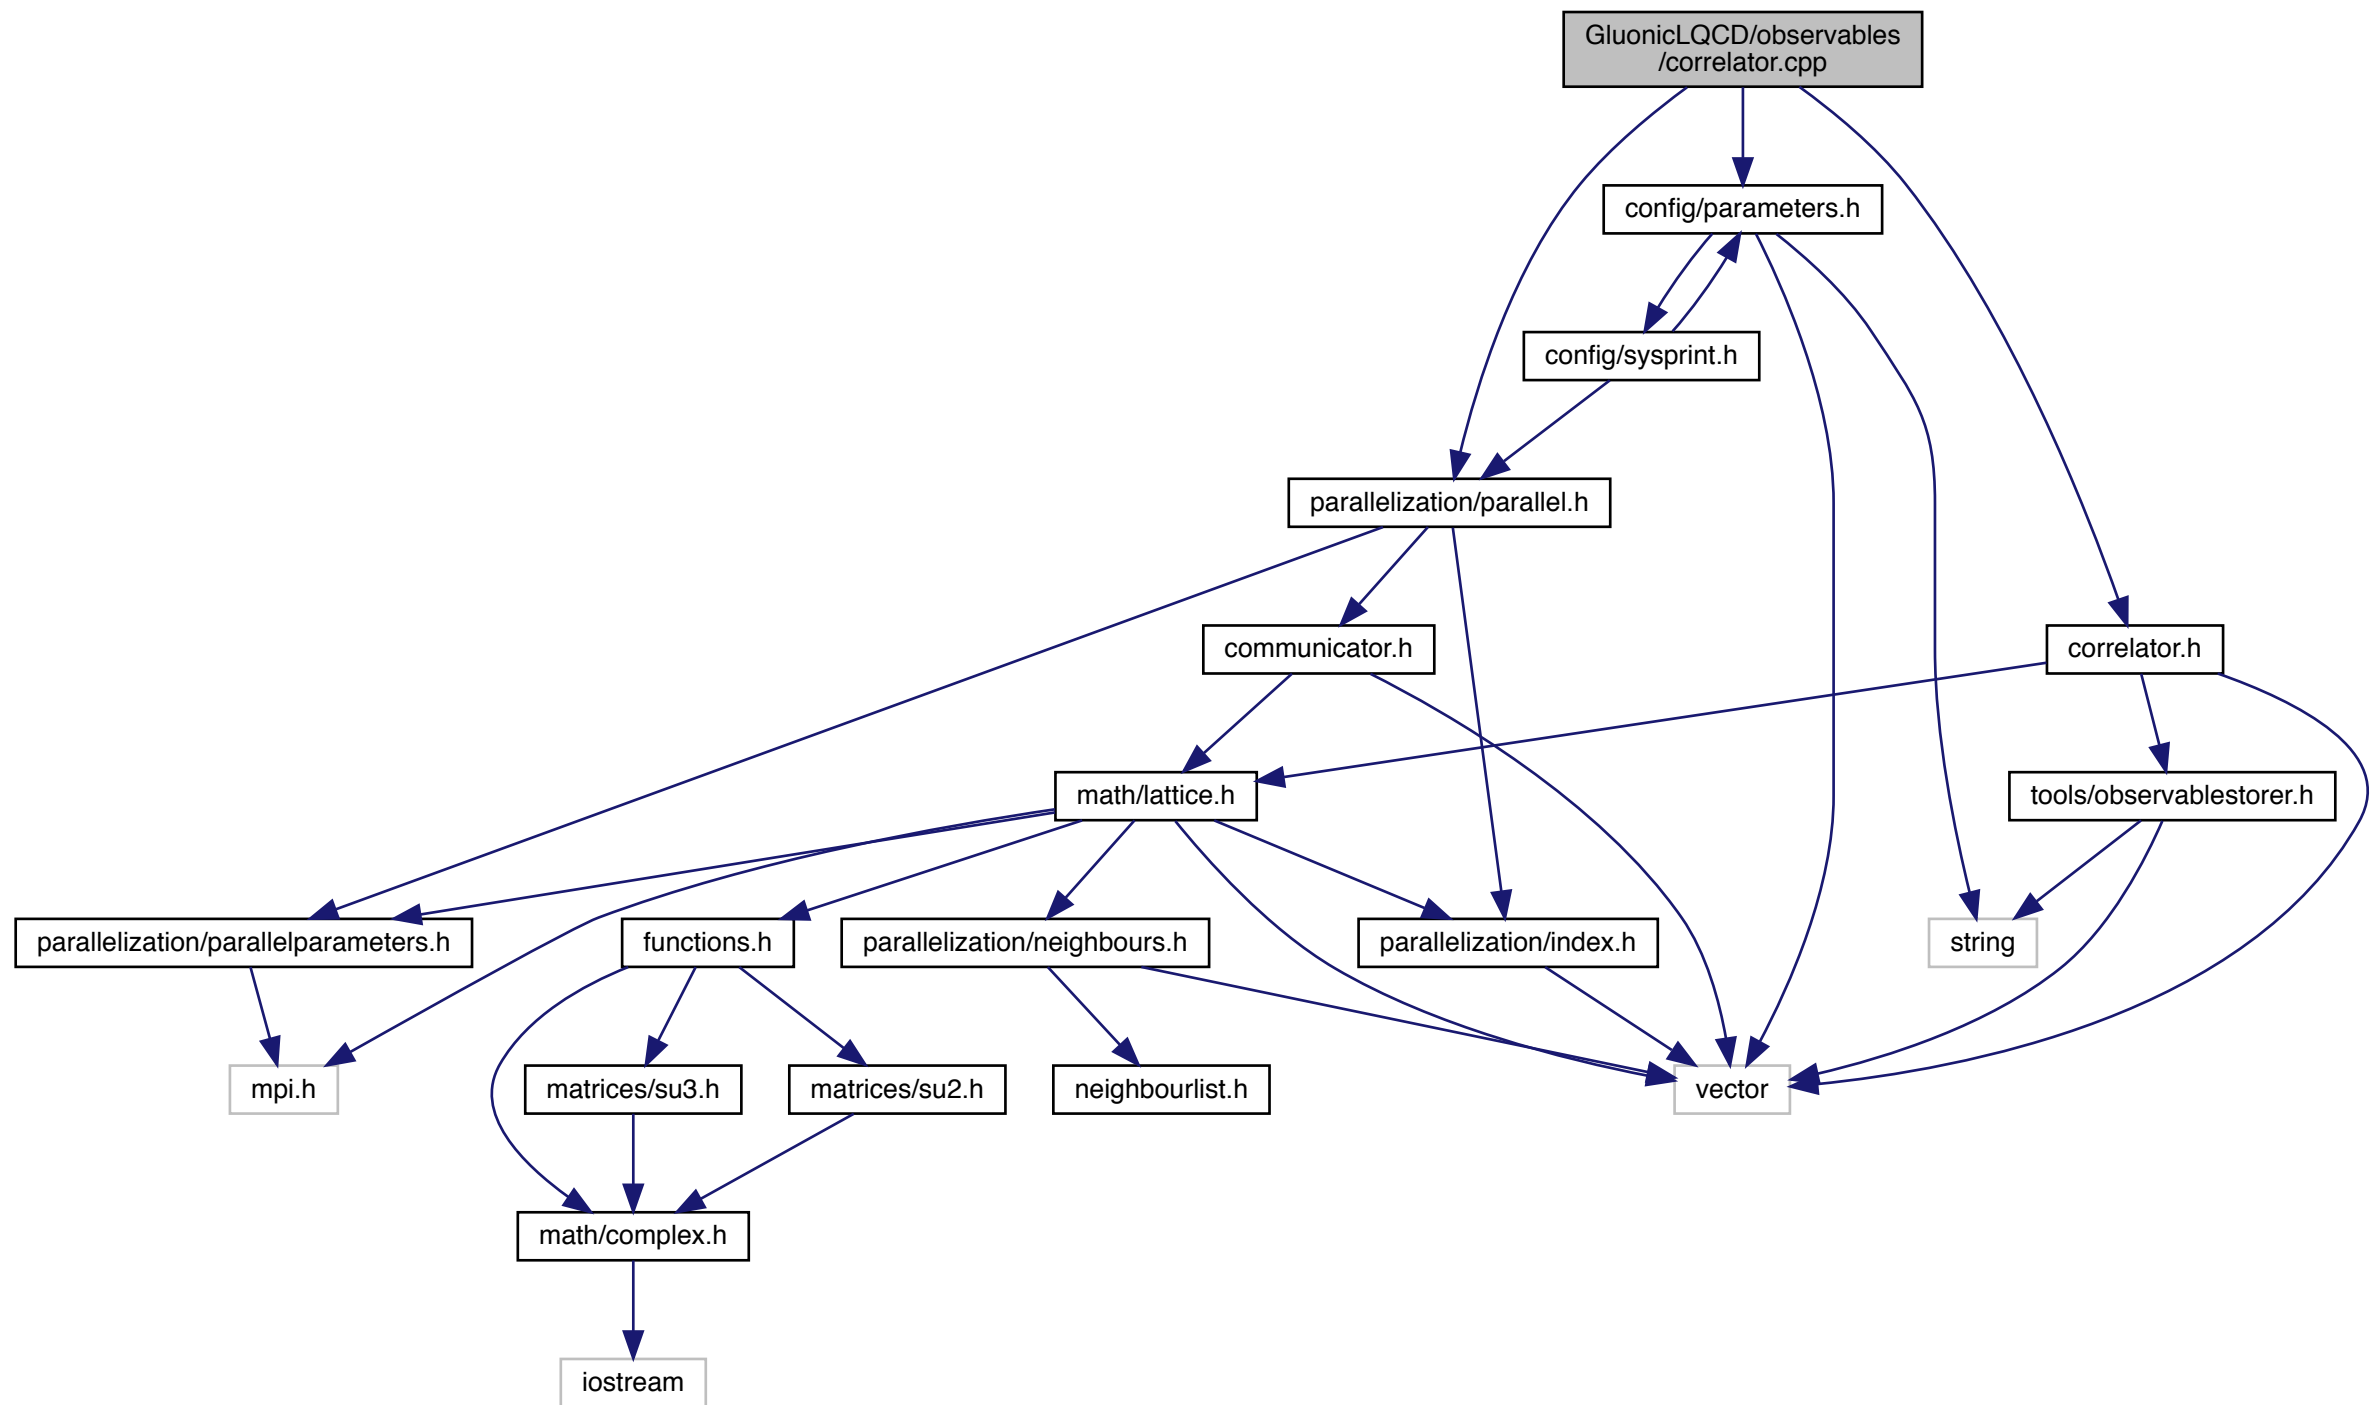 GluonicLQCD/observables
/correlator.cpp
config/parameters.h
config/sysprint.h
parallelization/parallel.h
communicator.h
correlator.h
math/lattice.h
tools/observablestorer.h
parallelization/parallelparameters.h
functions.h
parallelization/neighbours.h
parallelization/index.h
string
mpi.h
matrices/su3.h
matrices/su2.h
neighbourlist.h
vector
math/complex.h
iostream